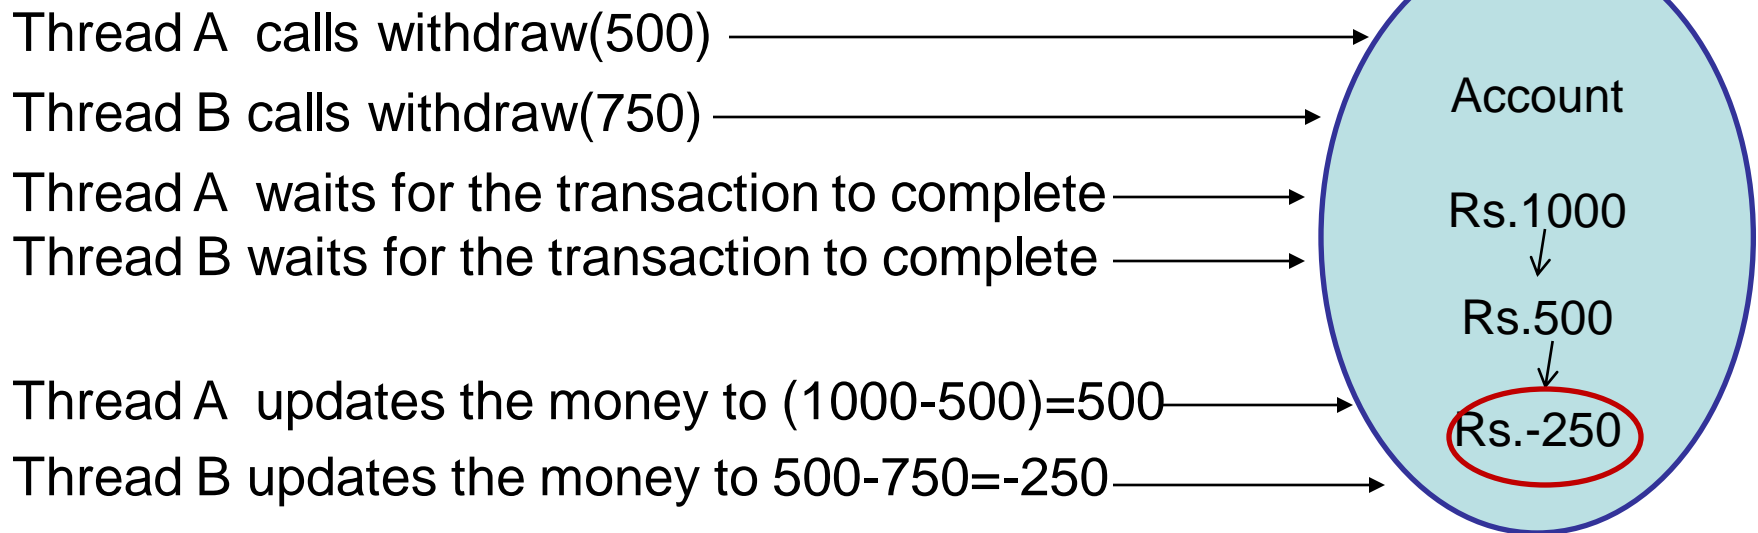 Thread A calls withdraw(500)
Thread B calls withdraw(750)
Thread A waits for the transaction to complete
Thread B waits for the transaction to complete
Thread A updates the money to (1000-500)=500
Thread B updates the money to 500-750=-250
Account
Rs.1000
Rs.500
Rs.-250